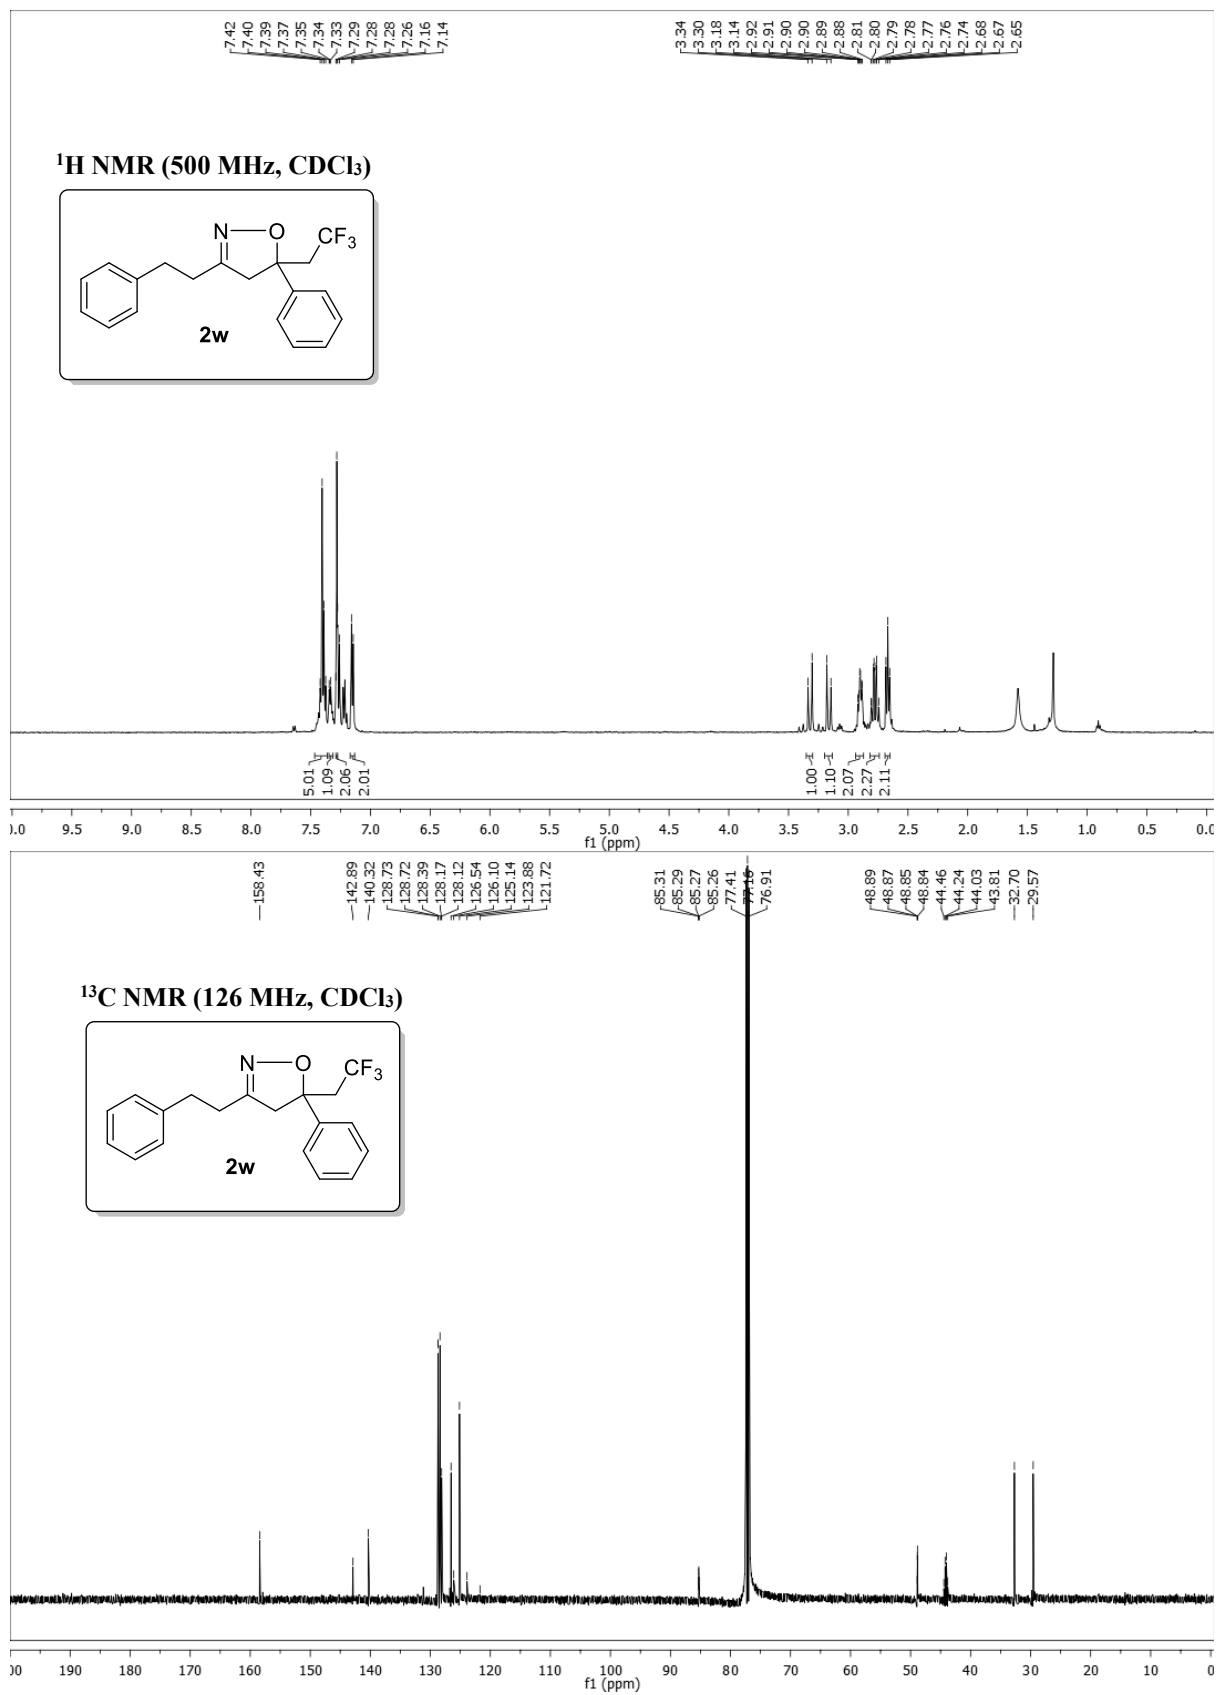 7.42 7.40 7.39 7.37 7.35 7.34 7.33 7.29 7.28 7.28 7.26 7.16 7.14
3.34 3.30 3.18 3.14 2.92 2.91 2.90 2.90 2.89 2.88 2.81 2.80 2.79 2.78 2.77 2.76 2.74 2.68 2.67 2.65
¹H NMR (500 MHz, CDCl₃)
N O
CF₃
2w
5.01 1.09 2.06 2.01 1.00 1.10 2.07 2.27 2.11
0.0 9.5 9.0 8.5 8.0 7.5 7.0 6.5 6.0 5.5 5.0 4.5 4.0 3.5 3.0 2.5 2.0 1.5 1.0 0.5 0.0
f1 (ppm)
158.43 142.89 140.32 128.73 128.72 128.39 128.17 128.12 126.54 126.10 125.14 123.88 121.72
85.31 85.29 85.27 85.26 77.41 77.16 76.91
48.89 48.87 48.85 48.84 44.46 44.24 44.03 43.81 32.70 29.57
¹³C NMR (126 MHz, CDCl₃)
N O
CF₃
2w
00 190 180 170 160 150 140 130 120 110 100 90 80 70 60 50 40 30 20 10 0
f1 (ppm)